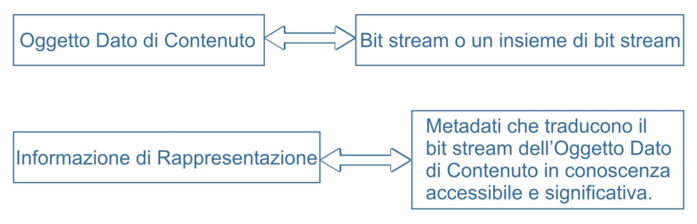 Oggetto Dato di Contenuto
Bit stream o un insieme di bit stream
Informazione di Rappresentazione
Metadati che traducono il
bit stream dell'Oggetto Dato
di Contenuto in conoscenza
accessibile e significativa.